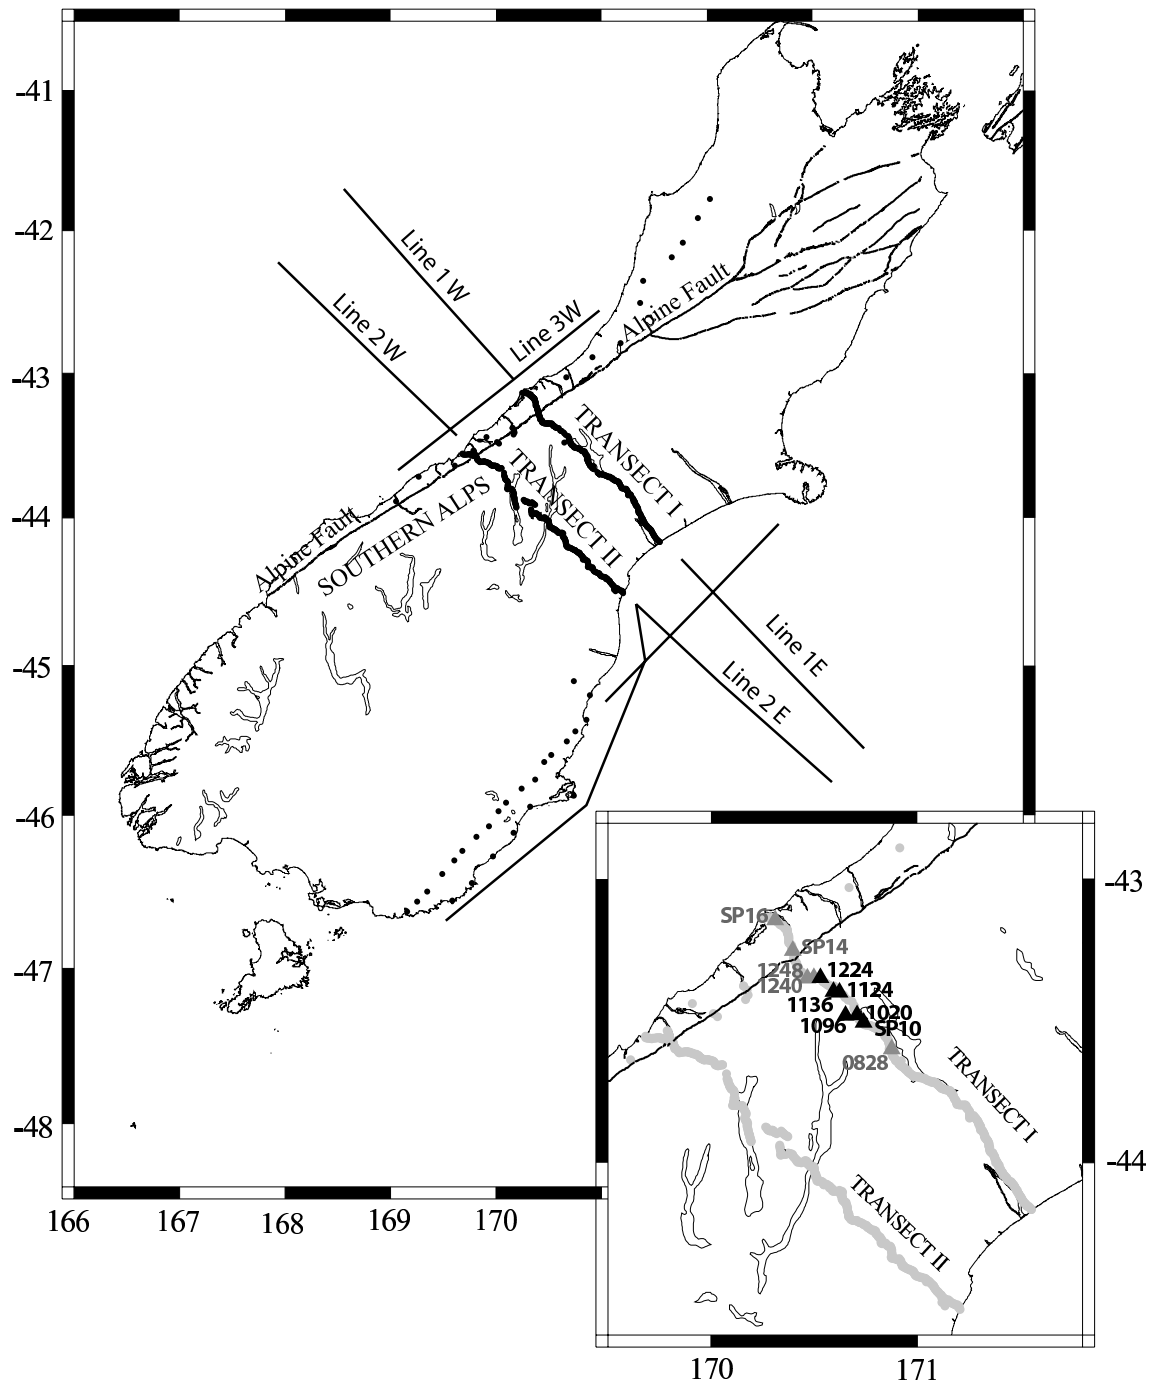 -41
-42
-43
-44
-45
-46
-47
-48
166
167
168
169
170
Line 1 W
Line 2 W
Line 3W
Alpine Fault
TRANSECT I
TRANSECT II
SOUTHERN ALPS
Alpine Fault
Line 1E
Line 2 E
-43
-44
170
171
SP16
SP14
1248
1224
1240
1124
1136
1020
1096
SP10
0828
TRANSECT I
TRANSECT II